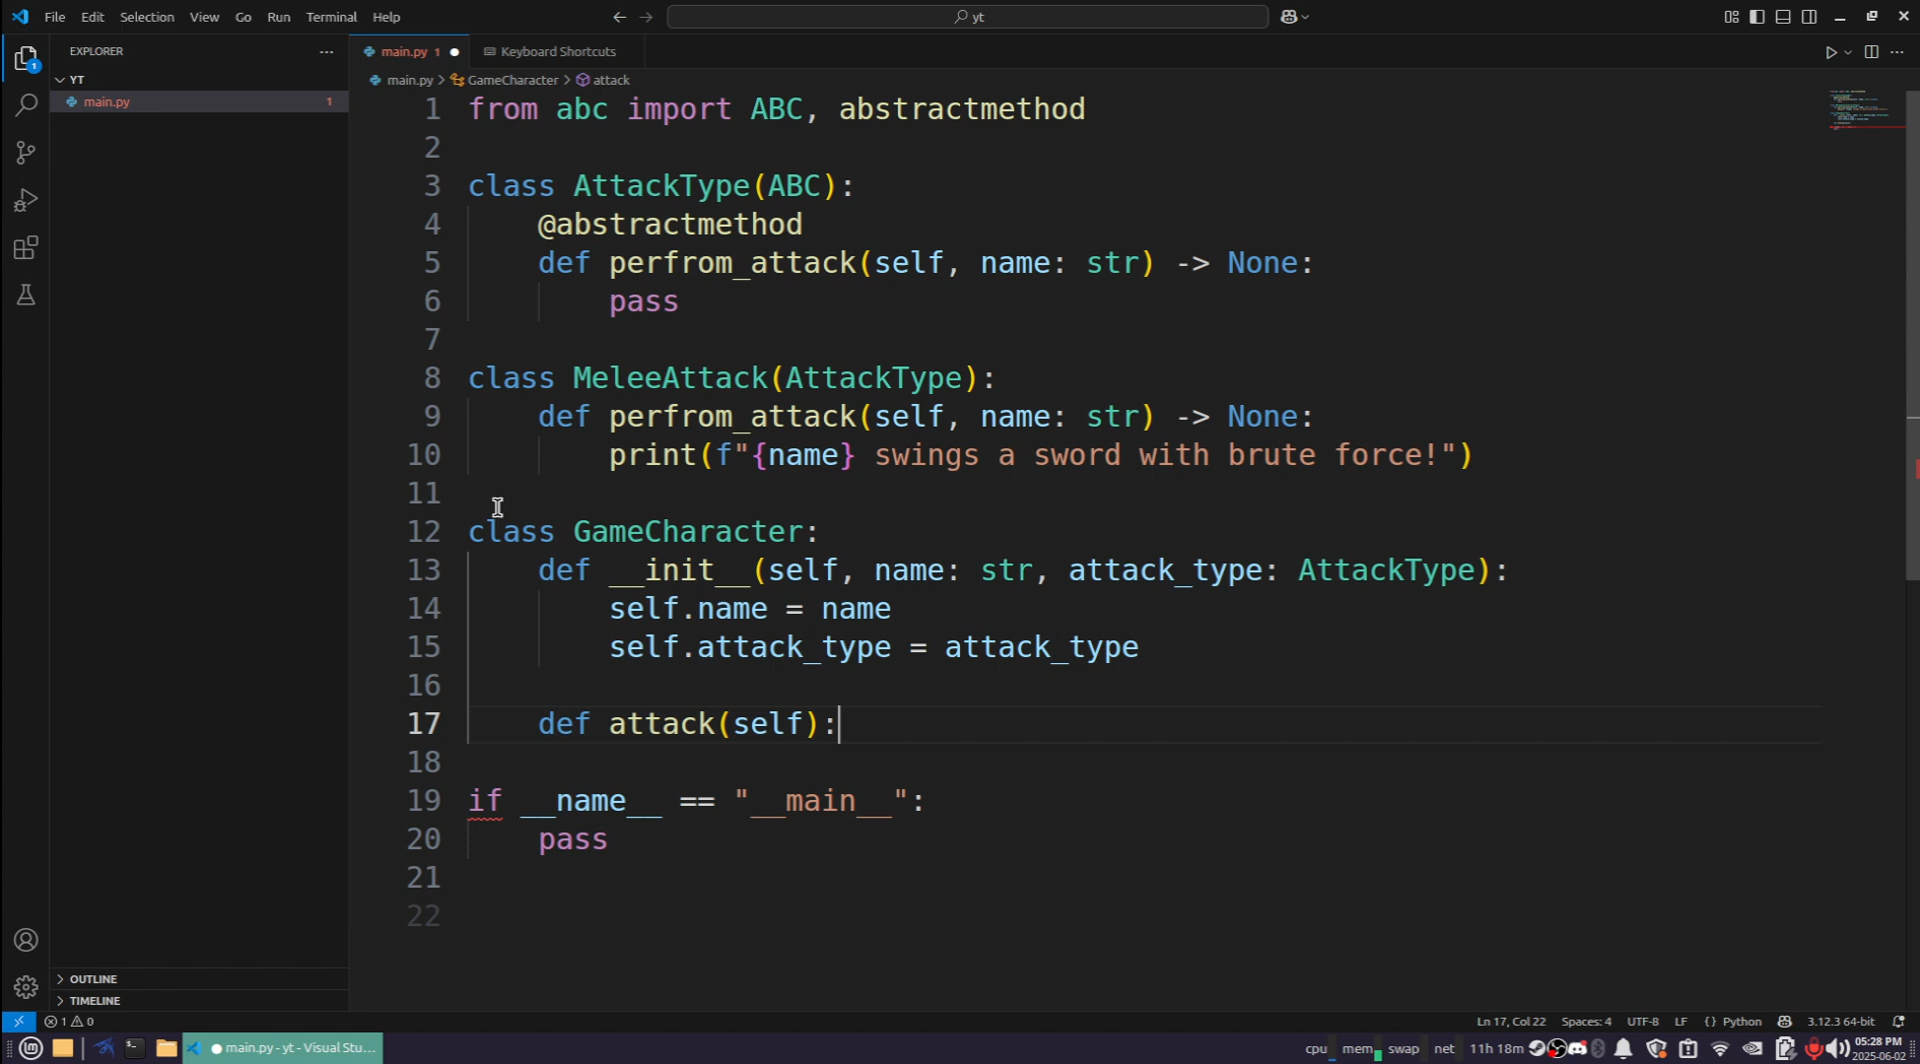 File Edit Selection View Go Run Terminal Help
yt
EXPLORER
main.py 1
Keyboard Shortcuts
YT
main.py > GameCharacter > attack
main.py 1
1
1 from abc import ABC, abstractmethod
2
3 class AttackType(ABC):
4 @abstractmethod
5 def perfrom_attack(self, name: str) -> None:
6 pass
7
8 class MeleeAttack(AttackType):
9 def perfrom_attack(self, name: str) -> None:
10 print(f"{name} swings a sword with brute force!")
11
12 class GameCharacter:
13 def __init__(self, name: str, attack_type: AttackType):
14 self.name = name
15 self.attack_type = attack_type
16
17 def attack(self):
18
19 if __name__ == "__main__":
20 pass
21
22
OUTLINE
TIMELINE
1 0
Ln 17, Col 22 Spaces: 4 UTF-8 LF {} Python 3.12.3 64-bit
main.py - yt - Visual Stu...
cpu mem swap net 11h 18m
05:28 PM
2025-06-02